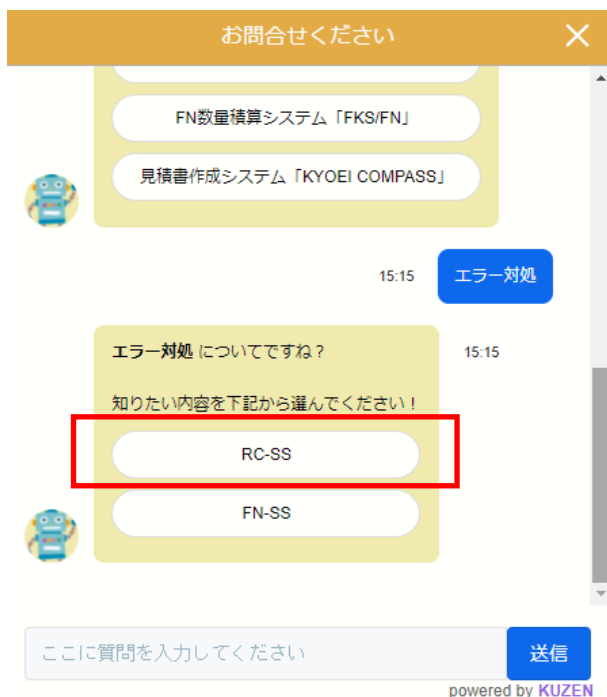 お問合せください
FN数量積算システム「FKS/FN」
見積書作成システム「KYOEI COMPASS」
15:15
エラー対処
エラー対処 についてですね？
15:15
知りたい内容を下記から選んでください！
RC-SS
FN-SS
ここに質問を入力してください
送信
powered by KUZEN